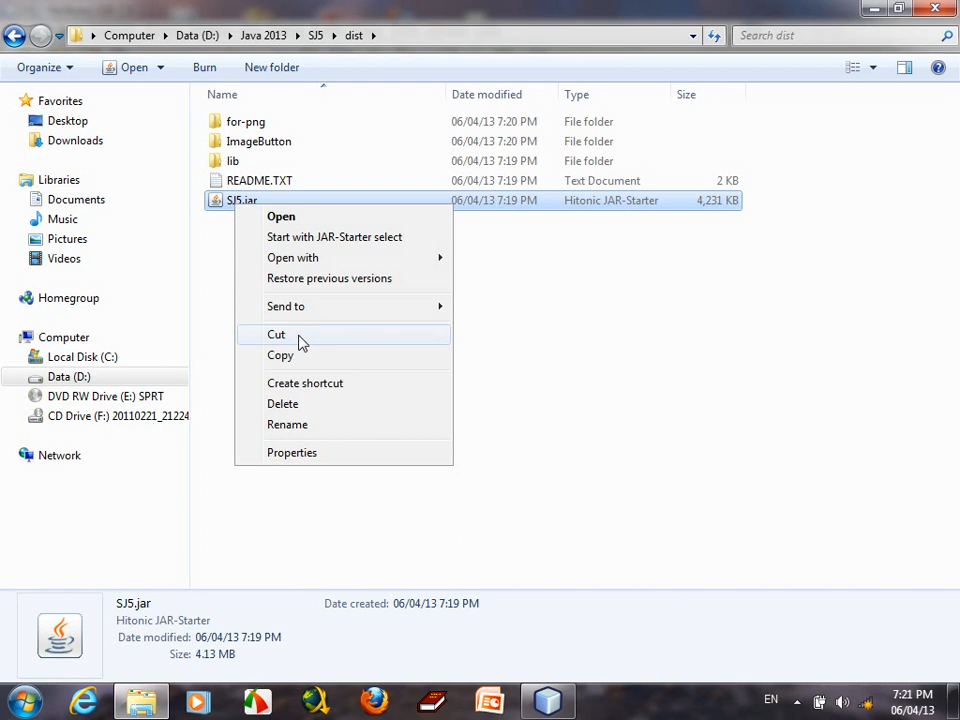 Computer Data (D:) Java 2013 SJ5 dist Search dist
Organize Open Burn New folder
Name Date modified Type Size
Favorites
Desktop
Downloads
Libraries
Documents
Music
Pictures
Videos
Homegroup
Computer
Local Disk (C:)
Data (D:)
DVD RW Drive (E:) SPRT
CD Drive (F:) 20110221_21224
Network
for-png 06/04/13 7:20 PM File folder
ImageButton 06/04/13 7:20 PM File folder
lib 06/04/13 7:19 PM File folder
README.TXT 06/04/13 7:19 PM Text Document 2 KB
SJ5.jar 06/04/13 7:19 PM Hitonic JAR-Starter 4,231 KB
Open
Start with JAR-Starter select
Open with
Restore previous versions
Send to
Cut
Copy
Create shortcut
Delete
Rename
Properties
SJ5.jar Date created: 06/04/13 7:19 PM
Hitonic JAR-Starter
Date modified: 06/04/13 7:19 PM
Size: 4.13 MB
EN 7:21 PM
06/04/13